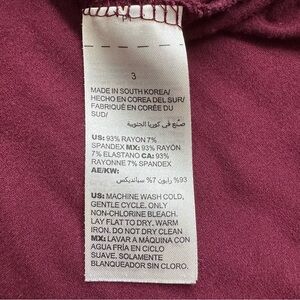 3
MADE IN SOUTH KOREA/
HECHO EN COREA DEL SUR/
FABRIQUÉ EN CORÉE DU
SUD/
صنع في كوريا الجنوبية
US: 93% RAYON 7%
SPANDEX MX: 93% RAYÓN
7% ELASTANO CA: 93%
RAYONNE 7% SPANDEX
AE/KW:
93% رايون 7% سبانديكس
US: MACHINE WASH COLD,
GENTLE CYCLE. ONLY
NON-CHLORINE BLEACH.
LAY FLAT TO DRY. WARM
IRON. DO NOT DRY CLEAN
MX: LAVAR A MÁQUINA CON
AGUA FRÍA EN CICLO
SUAVE. SOLAMENTE
BLANQUEADOR SIN CLORO.